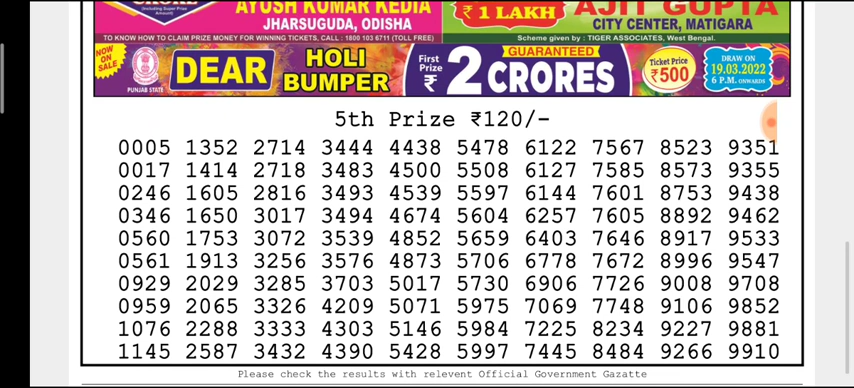 AYUSH KUMAR KEDIA
JHARSUGUDA, ODISHA
(Including Super Prize Amount)
₹ 1 LAKH
AJIT GUPTA
CITY CENTER, MATIGARA
TO KNOW HOW TO CLAIM PRIZE MONEY FOR WINNING TICKETS, CALL : 1800 103 6711 (TOLL FREE)
Scheme given by : TIGER ASSOCIATES, West Bengal.
NOW ON SALE
PUNJAB STATE
DEAR
HOLI
BUMPER
First Prize ₹
2 CRORES
GUARANTEED
Ticket Price
₹500
DRAW ON
19.03.2022
6 P.M. ONWARDS
5th Prize ₹120/-
0005 1352 2714 3444 4438 5478 6122 7567 8523 9351
0017 1414 2718 3483 4500 5508 6127 7585 8573 9355
0246 1605 2816 3493 4539 5597 6144 7601 8753 9438
0346 1650 3017 3494 4674 5604 6257 7605 8892 9462
0560 1753 3072 3539 4852 5659 6403 7646 8917 9533
0561 1913 3256 3576 4873 5706 6778 7672 8996 9547
0929 2029 3285 3703 5017 5730 6906 7726 9008 9708
0959 2065 3326 4209 5071 5975 7069 7748 9106 9852
1076 2288 3333 4303 5146 5984 7225 8234 9227 9881
1145 2587 3432 4390 5428 5997 7445 8484 9266 9910
Please check the results with relevent Official Government Gazatte